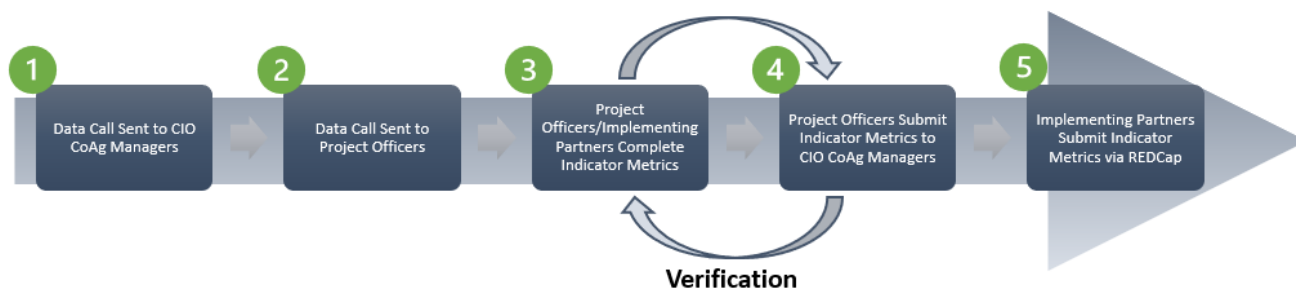 1
Data Call Sent to CIO
CoAg Managers
2
Data Call Sent to
Project Officers
3
Project
Officers/Implementing
Partners Complete
Indicator Metrics
4
Project Officers Submit
Indicator Metrics to
CIO CoAg Managers
5
Implementing Partners
Submit Indicator
Metrics via REDCap
Verification